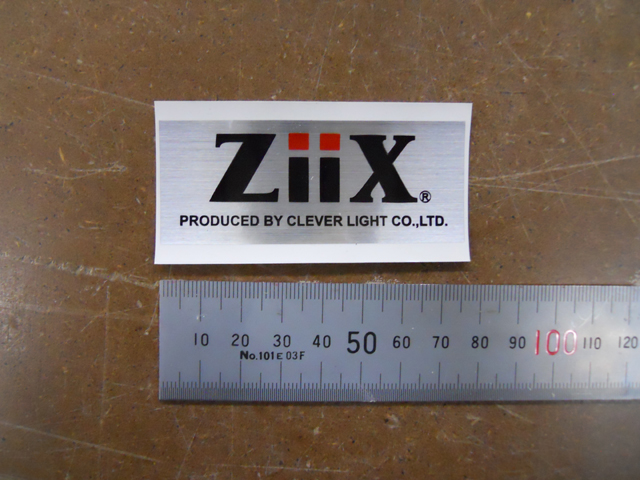 ZiiX®
PRODUCED BY CLEVER LIGHT CO.,LTD.
10 20 30 40 50 60 70 80 90 100 110 120
No.101E 03F